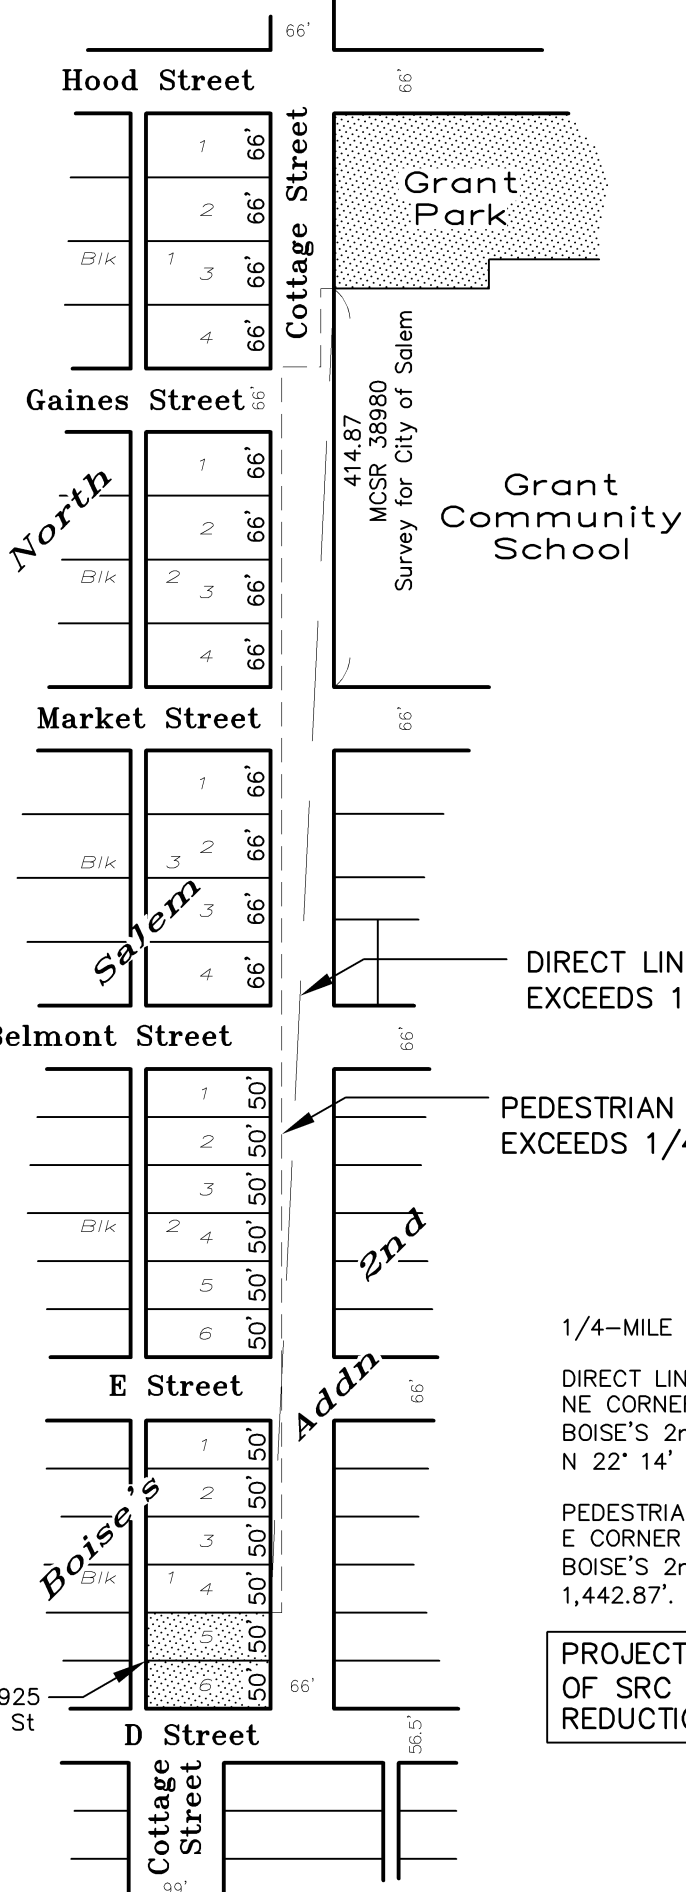 66'
Hood Street
66'
Cottage Street
1 66'
2 66'
Blk 1 3 66'
4 66'
Grant
Park
Gaines Street
66'
414.87
MCSR 38980
Survey for City of Salem
North
1 66'
2 66'
Blk 2 3 66'
4 66'
Grant
Community
School
Market Street
66'
1 66'
2 66'
Blk 3
3 66'
4 66'
Salem
DIRECT LIN
EXCEEDS 1
Belmont Street
66'
1 50'
2 50'
3 50'
Blk 2 4 50'
5 50'
6 50'
PEDESTRIAN
EXCEEDS 1/4
2nd
Addn
1/4-MILE
DIRECT LIN
NE CORNER
BOISE'S 2n
N 22° 14'
E Street
66'
1 50'
2 50'
3 50'
Blk 1 4 50'
5 50'
6 50'
Boise's
PEDESTRIA
E CORNER
BOISE'S 2n
1,442.87'.
PROJECT
OF SRC
REDUCTIO
925
St
66'
D Street
56.5'
Cottage
Street
99'